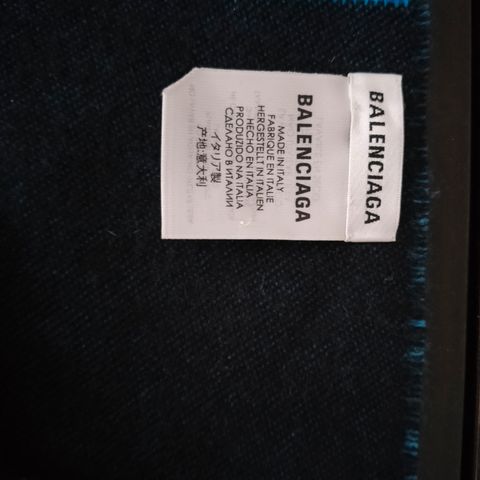 BALENCIAGA
BALENCIAGA
MADE IN ITALY
FABRIQUE EN ITALIE
HERGESTELLT IN ITALIEN
HECHO EN ITALIA
PRODUZIDO NA ITALIA
СДЕЛАНО В ИТАЛИИ
イタリア製
产地:意大利